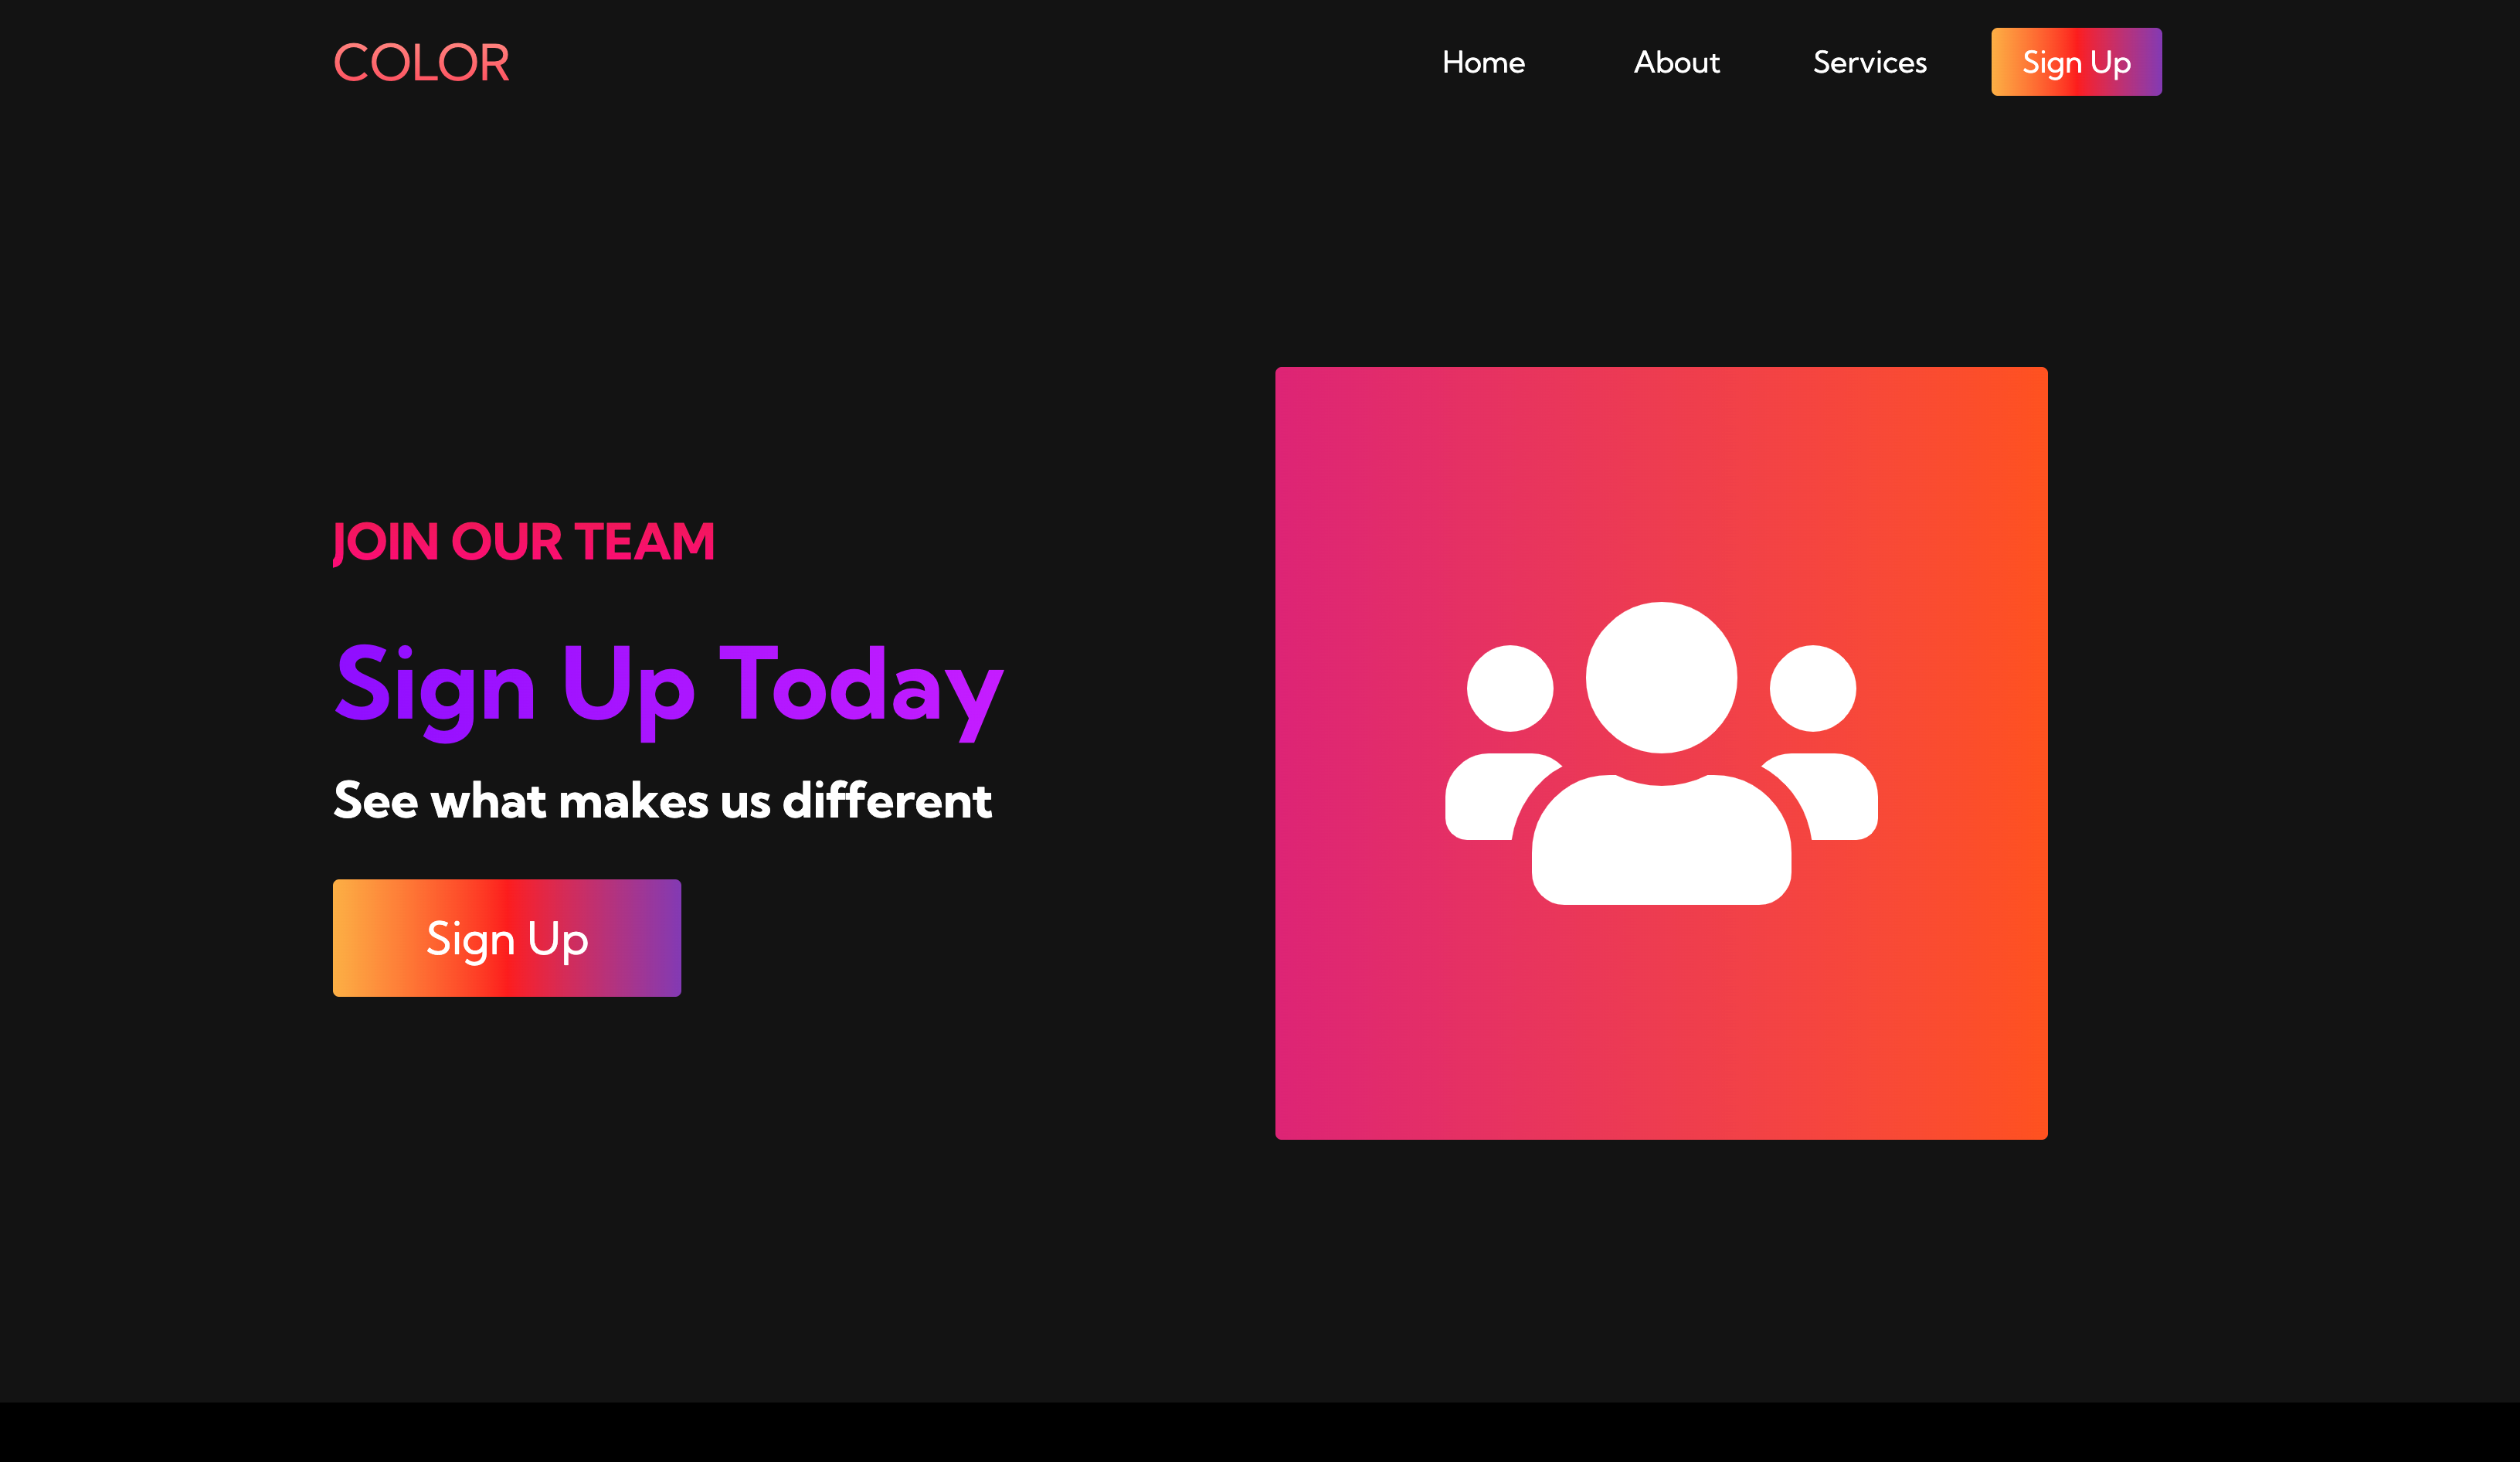 COLOR
Home About Services Sign Up
JOIN OUR TEAM
Sign Up Today
See what makes us different
Sign Up